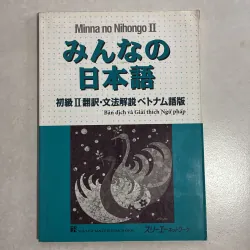 Minna no Nihongo II
みんなの
日本語
初級II翻訳・文法解説ベトナム語版
Bản dịch và Giải thích Ngữ pháp
スリーエーネットワーク